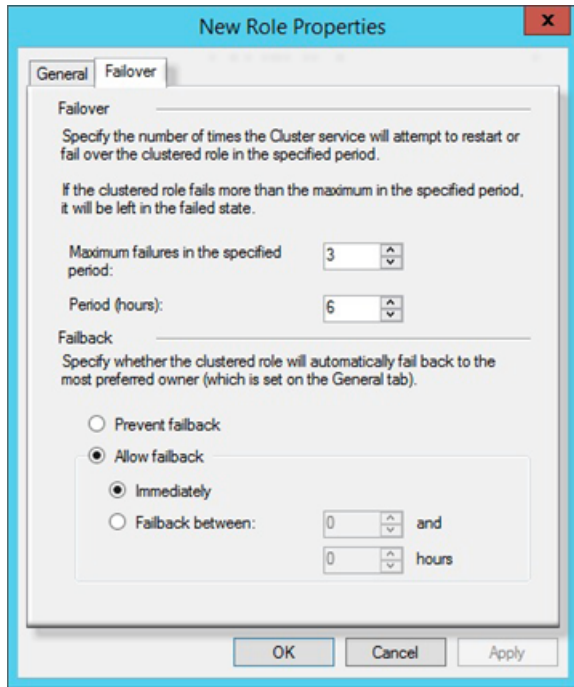 New Role Properties
x
General
Failover
Failover
Specify the number of times the Cluster service will attempt to restart or
fail over the clustered role in the specified period.
If the clustered role fails more than the maximum in the specified period,
it will be left in the failed state.
Maximum failures in the specified
period:
3
Period (hours):
6
Failback
Specify whether the clustered role will automatically fail back to the
most preferred owner (which is set on the General tab).
Prevent failback
Allow failback
Immediately
Failback between:
0
and
0
hours
OK
Cancel
Apply